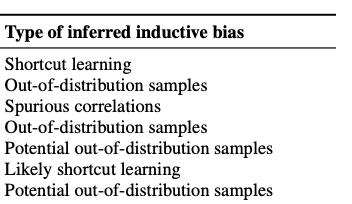 Type of inferred inductive bias
Shortcut learning
Out-of-distribution samples
Spurious correlations
Out-of-distribution samples
Potential out-of-distribution samples
Likely shortcut learning
Potential out-of-distribution samples